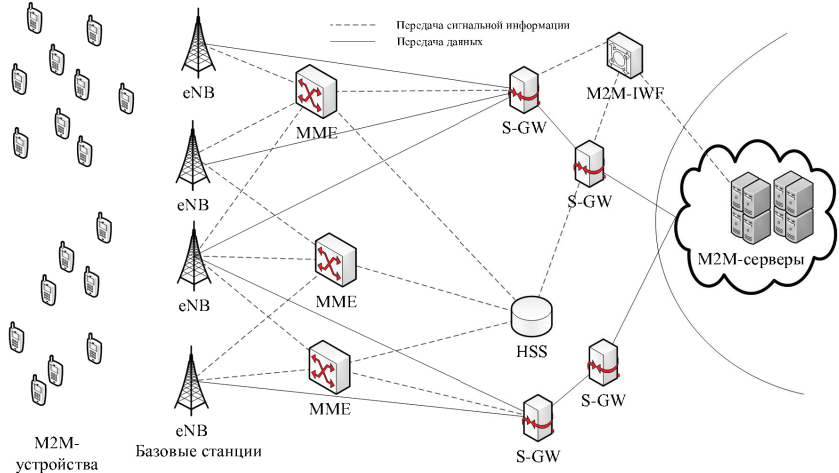 Передача сигнальной информации
Передача данных
eNB
MME
S-GW
M2M-IWF
eNB
S-GW
M2M-серверы
eNB
MME
HSS
eNB
MME
S-GW
S-GW
M2M-
устройства
Базовые станции